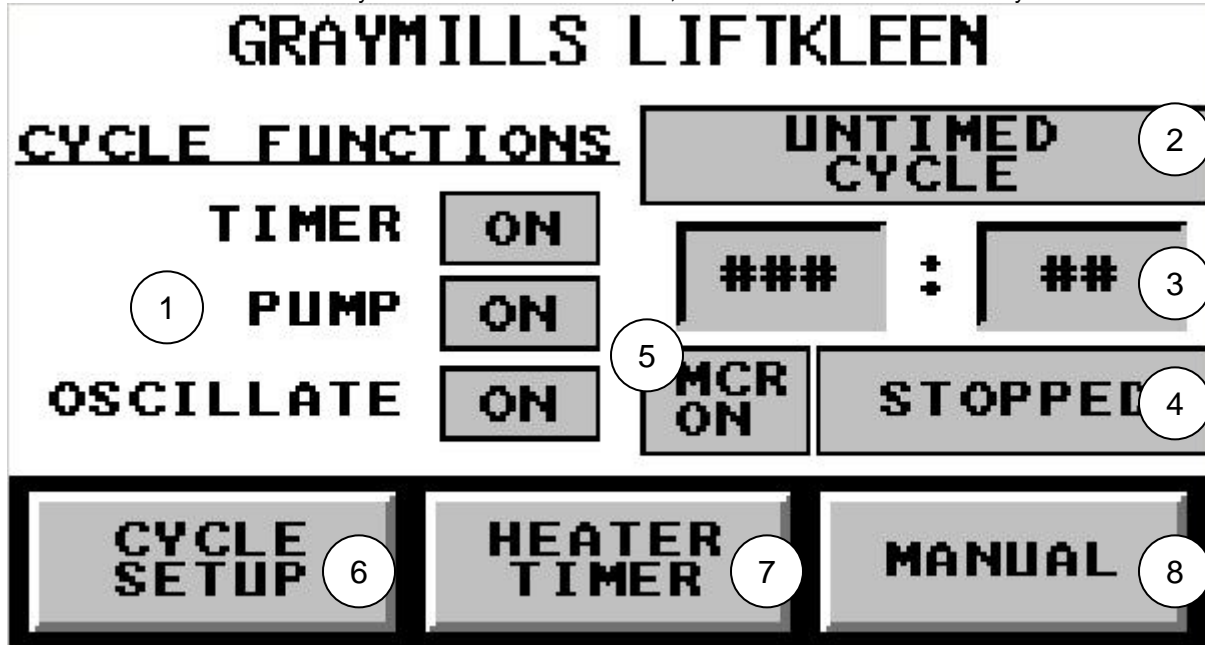 GRAYMILLS LIFTKLEEN
CYCLE FUNCTIONS
UNTIMED
CYCLE
2
TIMER ON
### : ##
3
1
PUMP ON
5
MCR
ON
STOPPED
4
OSCILLATE ON
CYCLE
SETUP
6
HEATER
TIMER
7
MANUAL
8